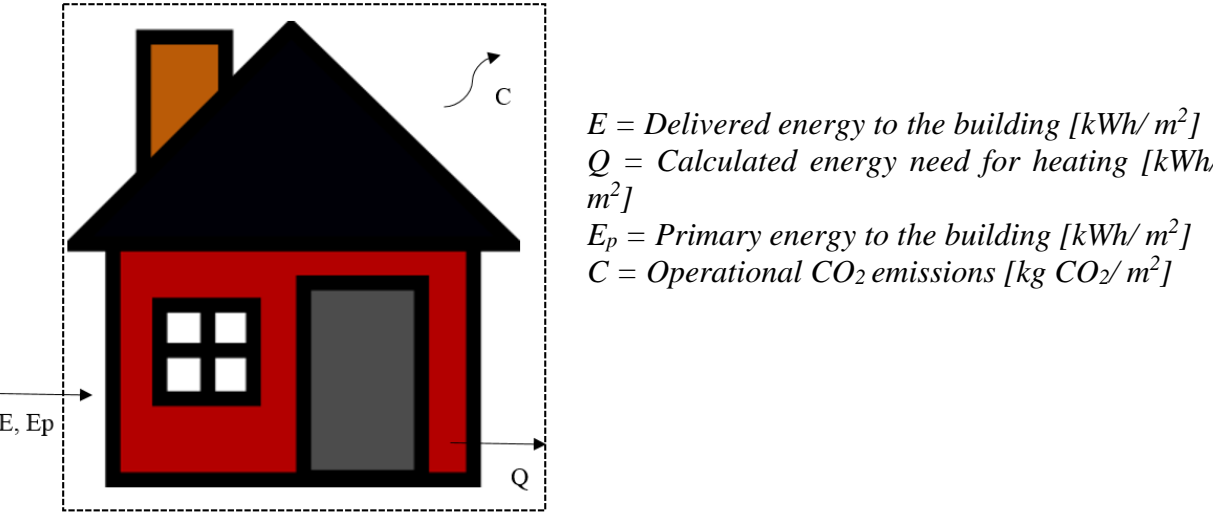 C
E = Delivered energy to the building [kWh/ m²]
Q = Calculated energy need for heating [kWh/
m²]
Eₚ = Primary energy to the building [kWh/ m²]
C = Operational CO₂ emissions [kg CO₂/ m²]
E, Ep
Q